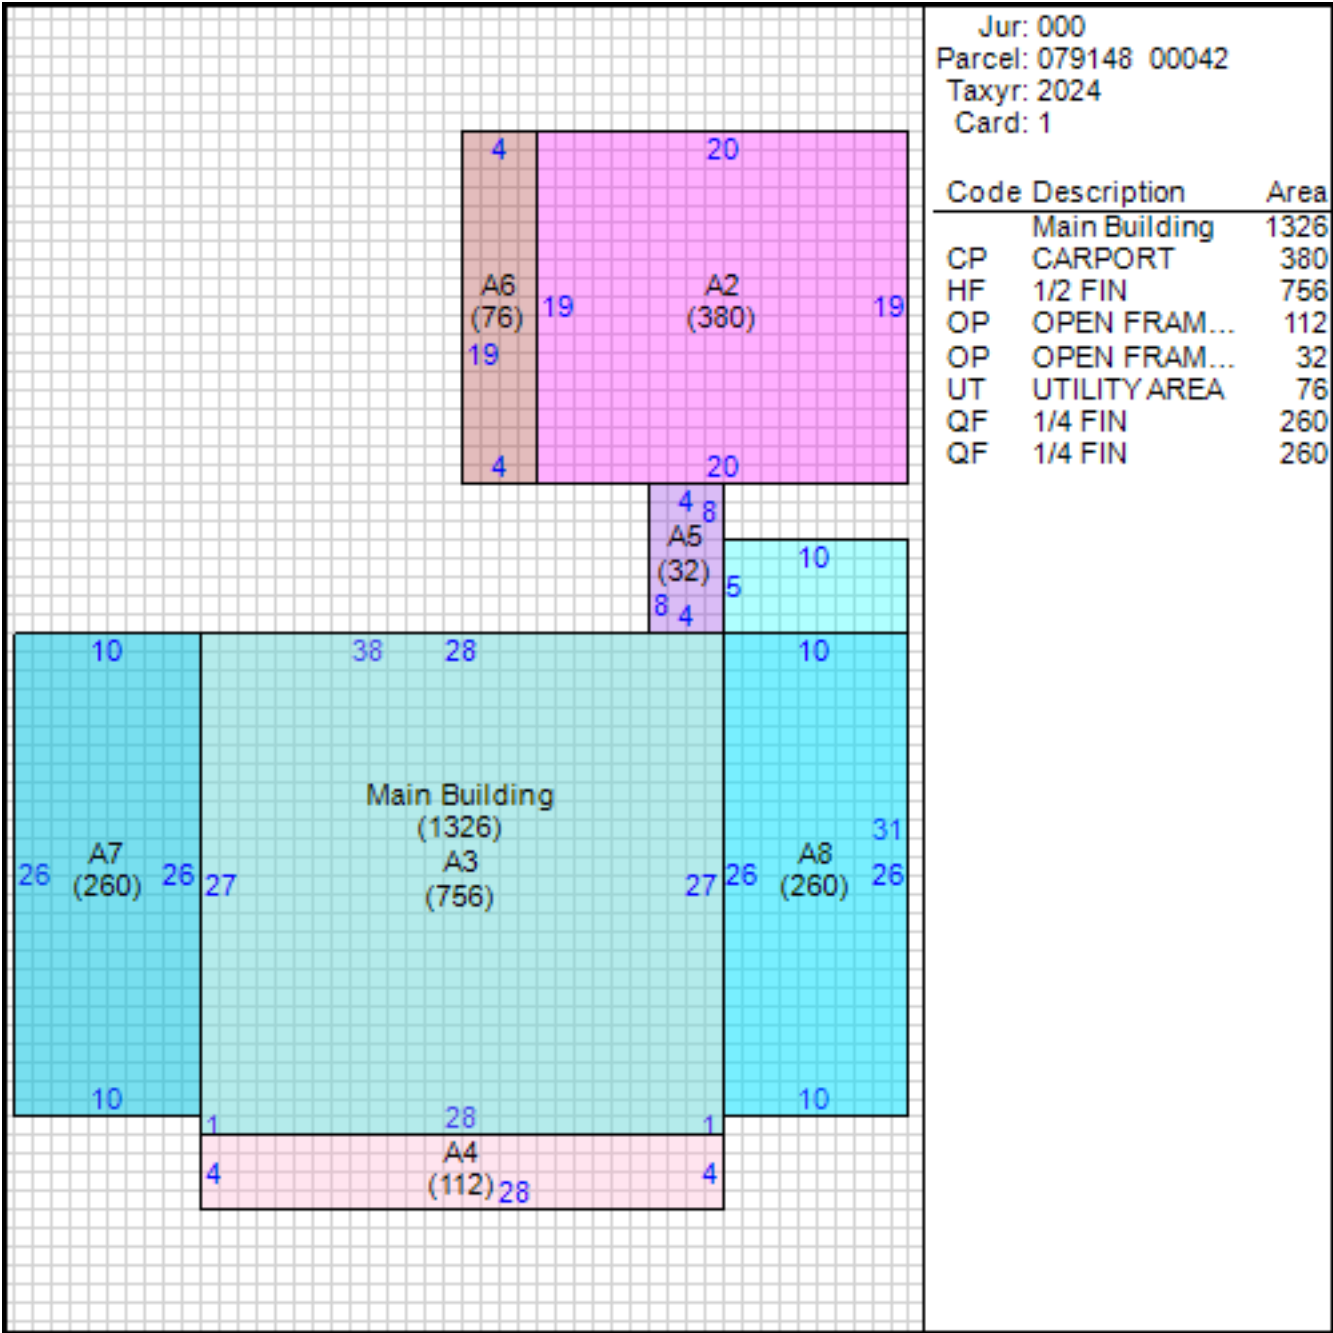 Jur: 000
Parcel: 079148 00042
Taxyr: 2024
Card: 1
Code Description Area
Main Building 1326
CP CARPORT 380
HF 1/2 FIN 756
OP OPEN FRAM... 112
OP OPEN FRAM... 32
UT UTILITY AREA 76
QF 1/4 FIN 260
QF 1/4 FIN 260
4 20
A6 A2
(76) 19 (380) 19
19
4 20
4 8
A5
(32)
8 4
10
5
10 38 28 10
Main Building
(1326)
A3
(756)
31
A7 A8
26 (260) 26 27 27 26 (260) 26
10 10
1 28 1
A4
4 (112) 28 4